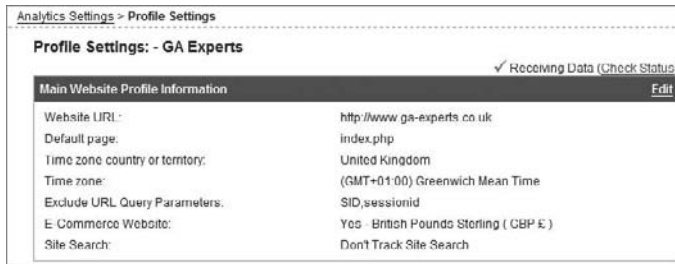 Analytics Settings > Profile Settings
Profile Settings: - GA Experts
✓ Receiving Data (Check Status
Main Website Profile Information Edit
Website URL: http://www.ga-experts.co.uk
Default page: index.php
Time zone country or territory: United Kingdom
Time zone: (GMT+01:00) Greenwich Mean Time
Exclude URL Query Parameters: SID,sessionid
E-Commerce Website: Yes - British Pounds Sterling ( GBP £ )
Site Search: Don't Track Site Search